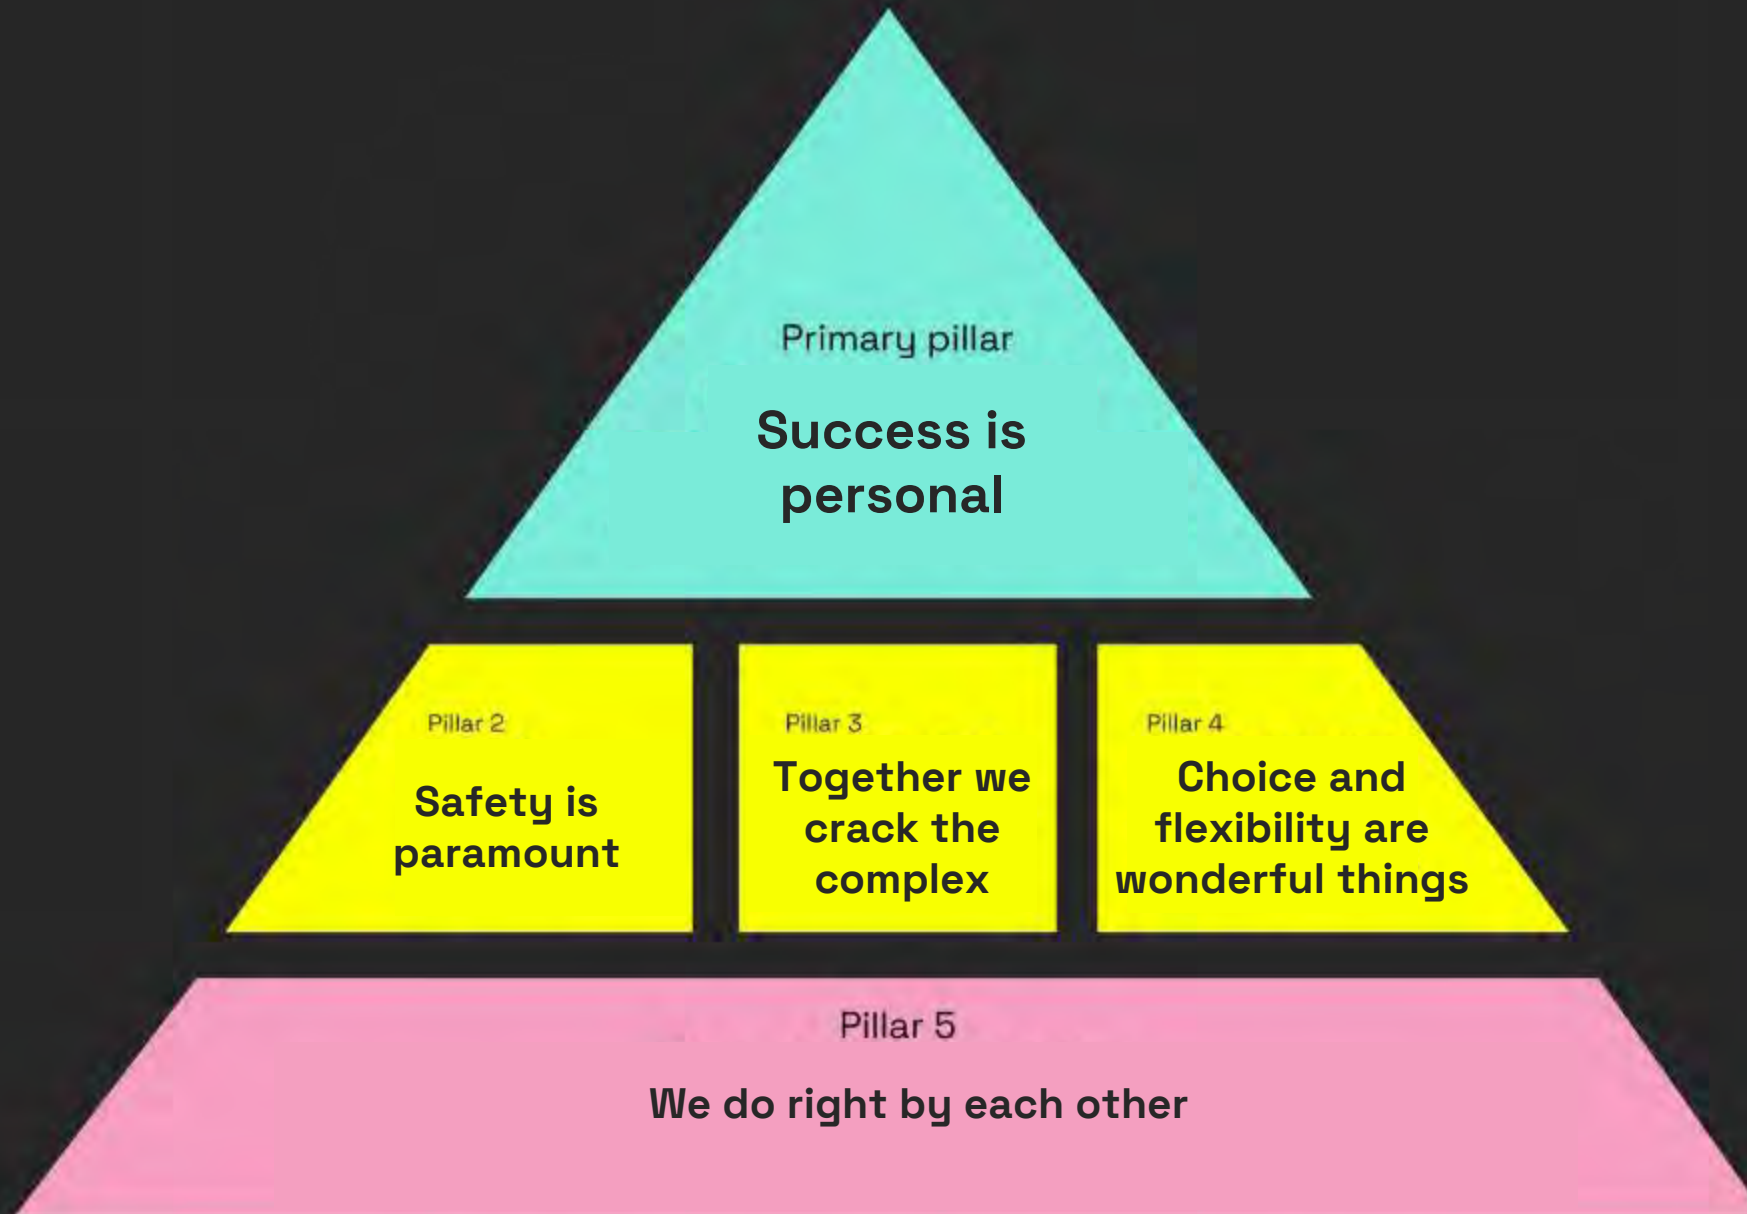 Primary pillar
Success is
personal
Pillar 2
Safety is
paramount
Pillar 3
Together we
crack the
complex
Pillar 4
Choice and
flexibility are
wonderful things
Pillar 5
We do right by each other